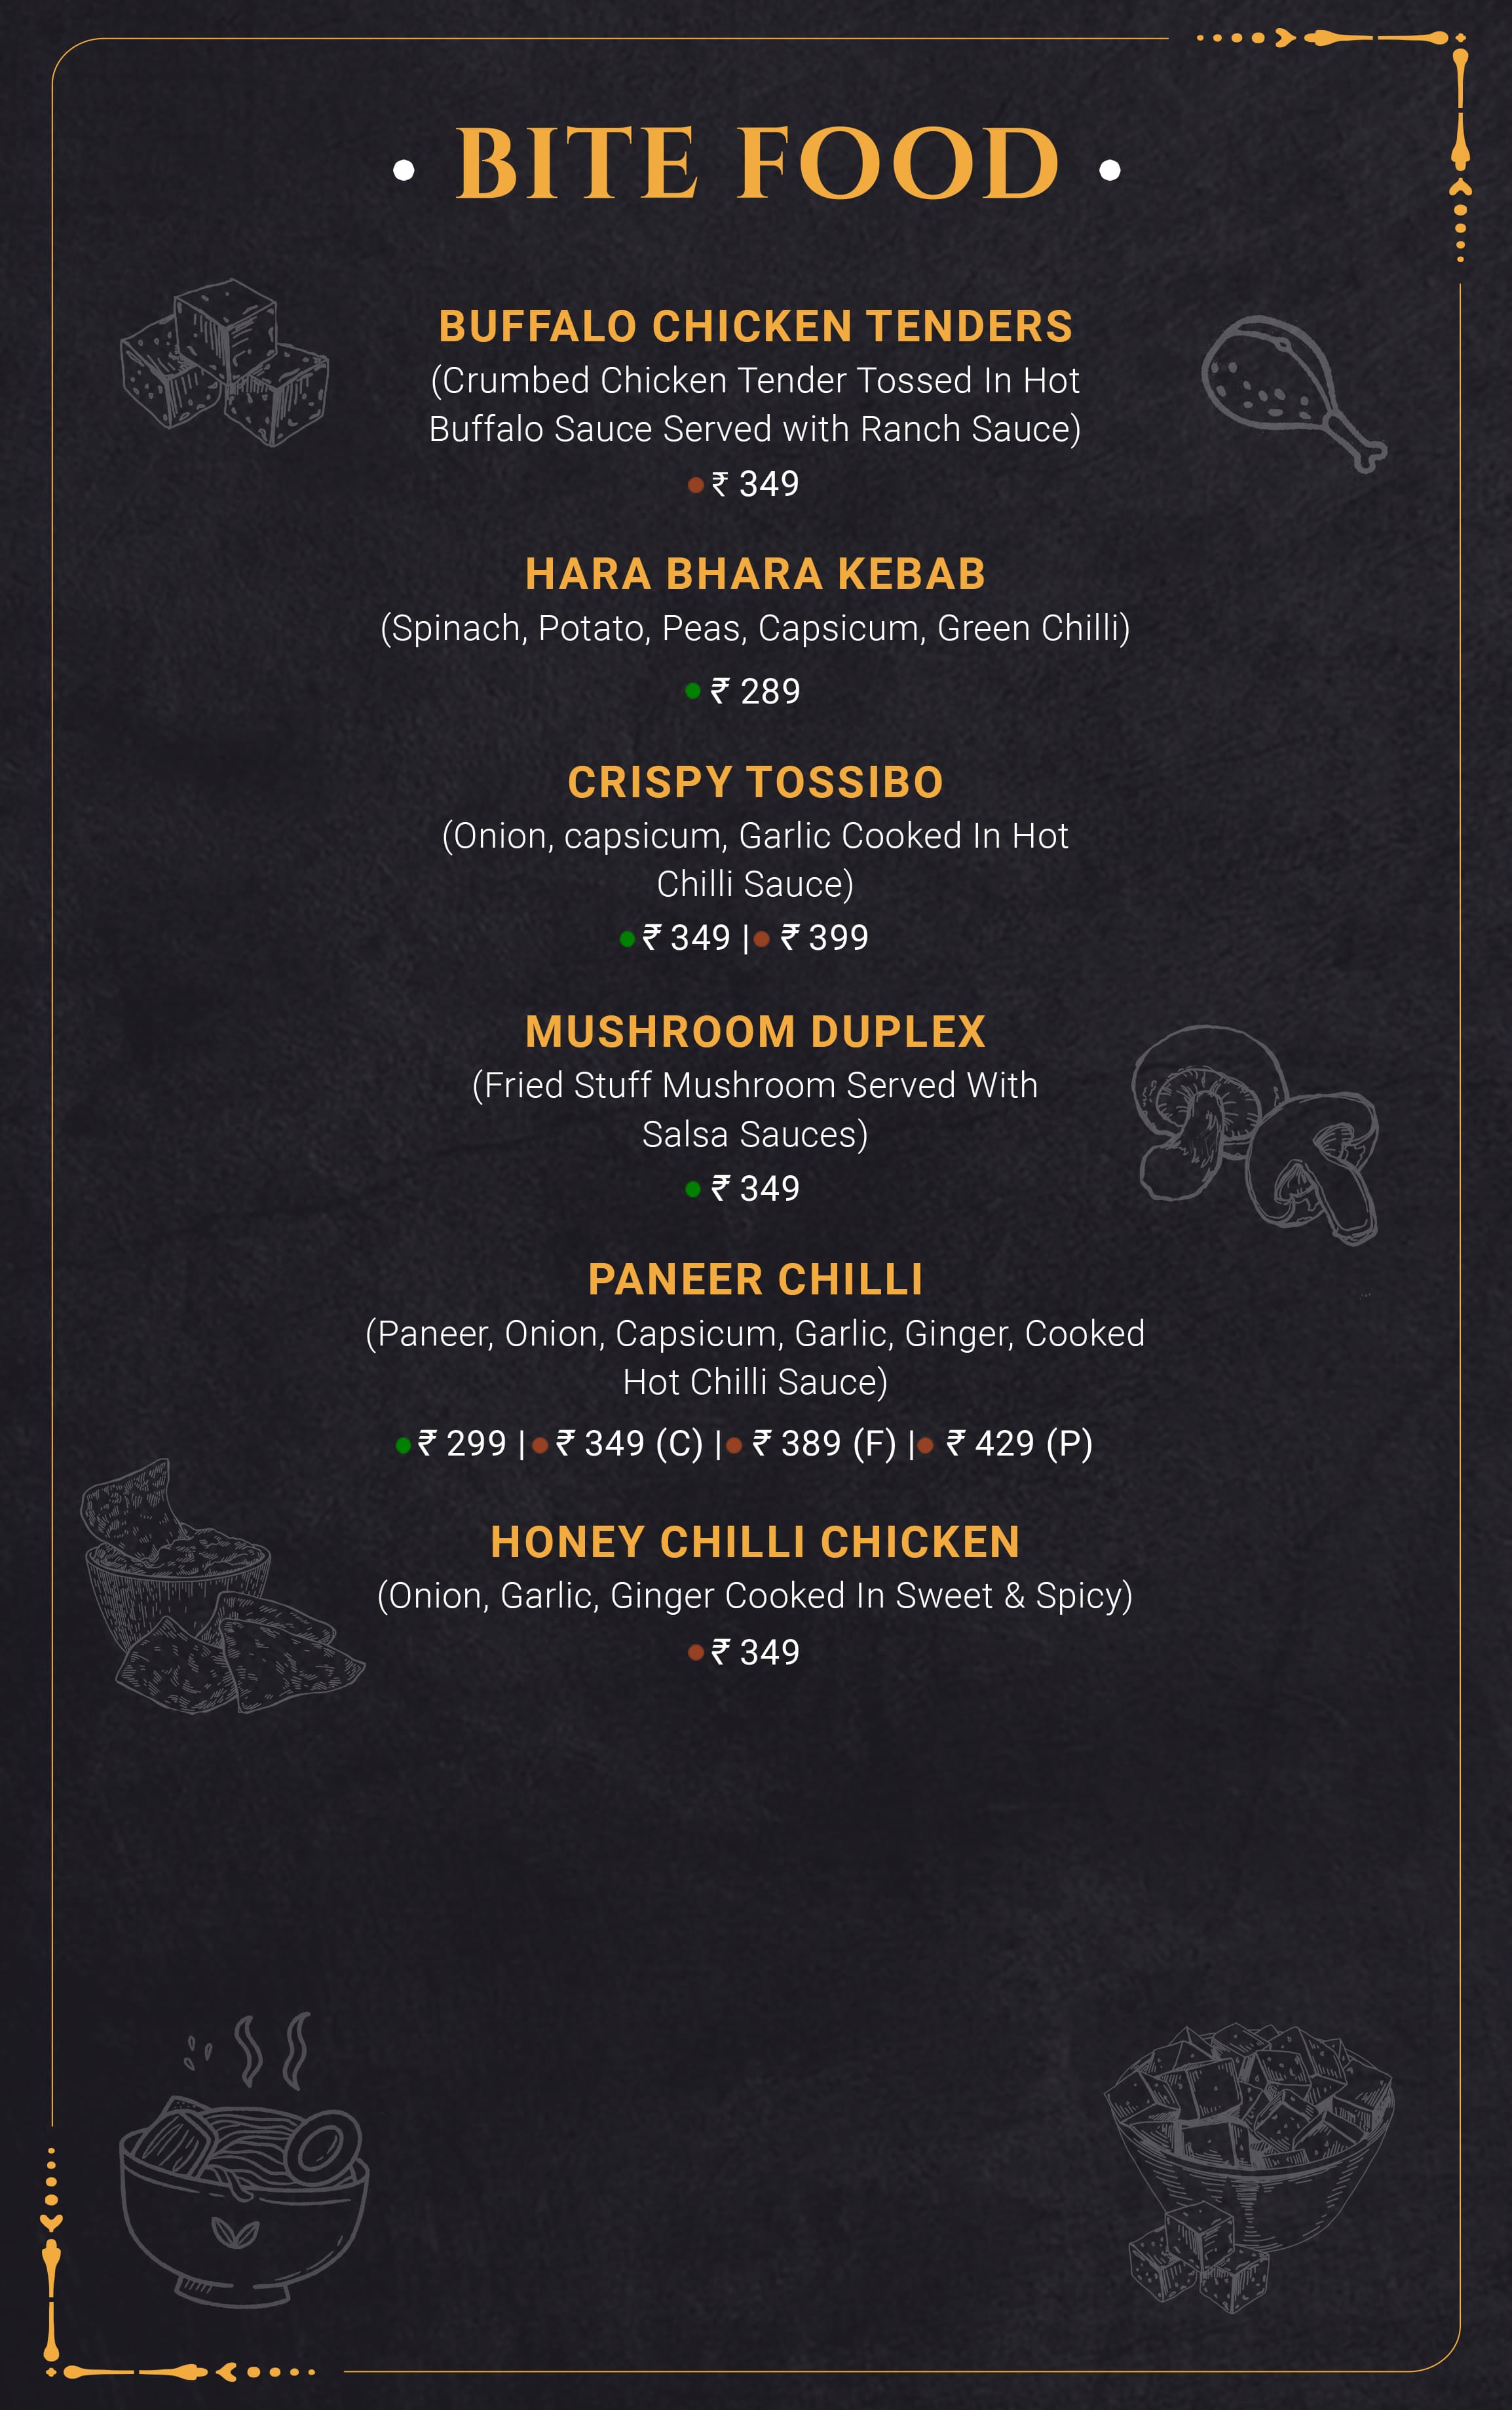 • BITE FOOD •
BUFFALO CHICKEN TENDERS
(Crumbed Chicken Tender Tossed In Hot
Buffalo Sauce Served with Ranch Sauce)
₹ 349
HARA BHARA KEBAB
(Spinach, Potato, Peas, Capsicum, Green Chilli)
₹ 289
CRISPY TOSSIBO
(Onion, capsicum, Garlic Cooked In Hot
Chilli Sauce)
₹ 349 | ₹ 399
MUSHROOM DUPLEX
(Fried Stuff Mushroom Served With
Salsa Sauces)
₹ 349
PANEER CHILLI
(Paneer, Onion, Capsicum, Garlic, Ginger, Cooked
Hot Chilli Sauce)
₹ 299 | ₹ 349 (C) | ₹ 389 (F) | ₹ 429 (P)
HONEY CHILLI CHICKEN
(Onion, Garlic, Ginger Cooked In Sweet & Spicy)
₹ 349